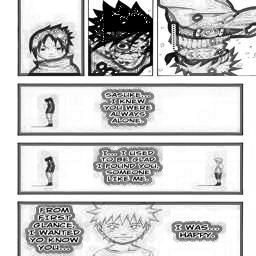 SASUKE...
I KNEW
YOU WERE
ALWAYS
ALONE.
I... I USED
TO BE GLAD
I FOUND YOU,
SOMEONE
LIKE ME.
FROM
FIRST
GLANCE,
I WANTED
YO KNOW
YOU...
I WAS...
HAPPY.